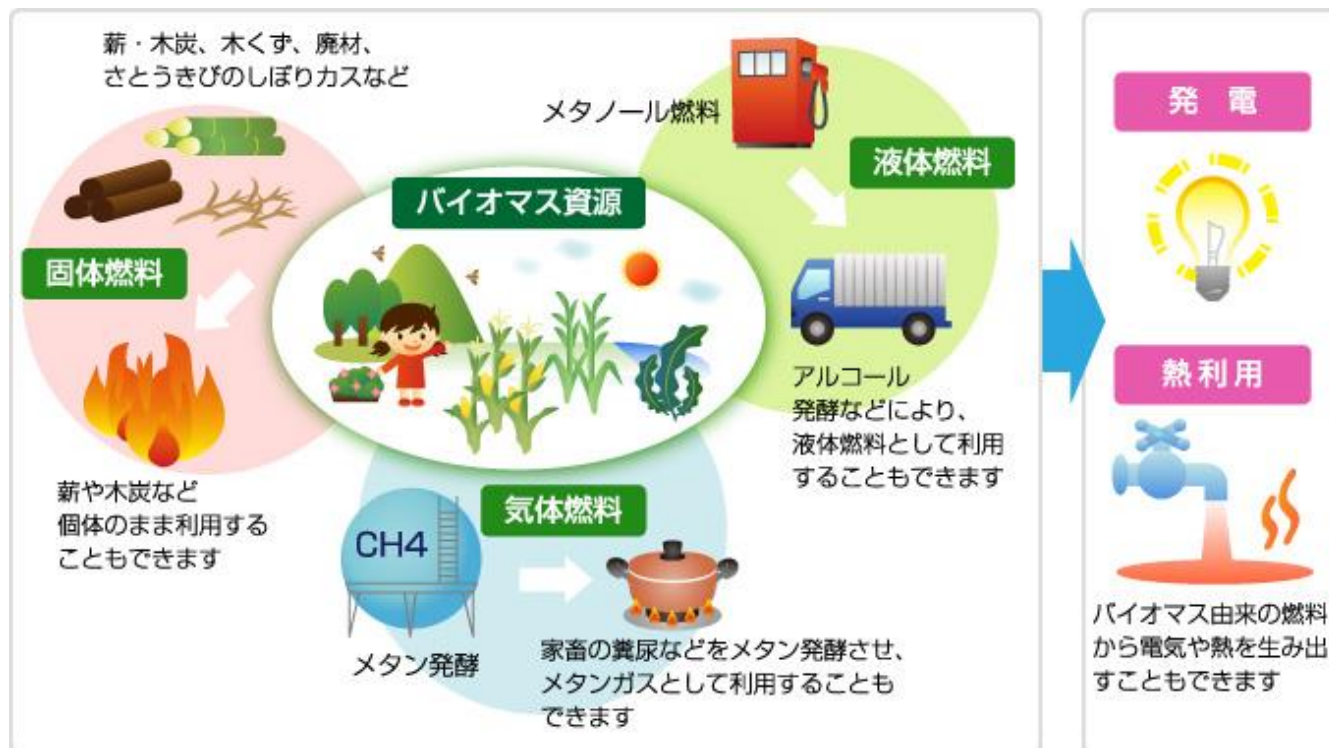 薪・木炭、木くず、廃材、
さとうきびのしぼりカスなど
固体燃料
薪や木炭など
個体のまま利用する
こともできます
バイオマス資源
メタノール燃料
液体燃料
アルコール
発酵などにより、
液体燃料として利用
することもできます
気体燃料
CH4
メタン発酵
家畜の糞尿などをメタン発酵させ、
メタンガスとして利用することも
できます
発 電
熱利用
バイオマス由来の燃料
から電気や熱を生み出
すこともできます